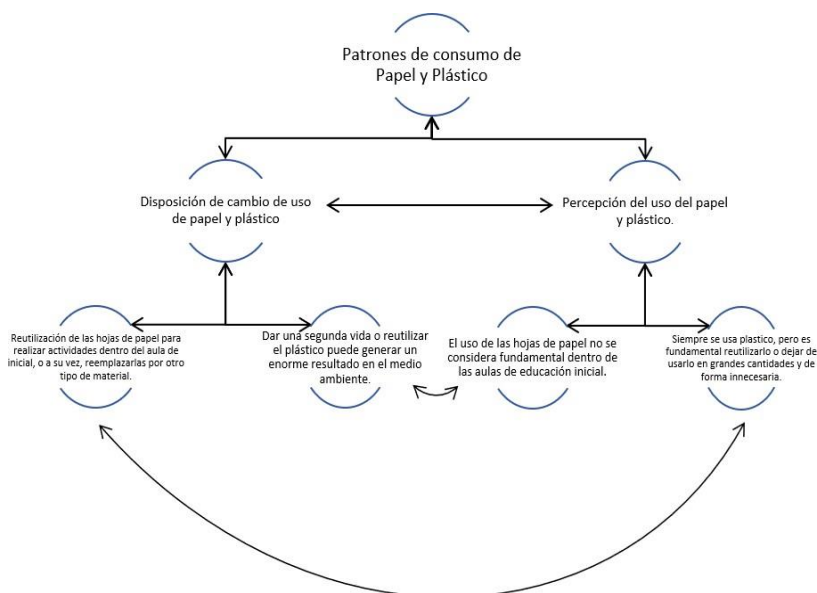 Patrones de consumo de
Papel y Plástico
Disposición de cambio de uso
de papel y plástico
Percepción del uso del papel
y plástico.
Reutilización de las hojas de papel para
realizar actividades dentro del aula de
inicial, o a su vez, reemplazarlas por otro
tipo de material.
Dar una segunda vida o reutilizar
el plástico puede generar un
enorme resultado en el medio
ambiente.
El uso de las hojas de papel no se
considera fundamental dentro de
las aulas de educación inicial.
Siempre se usa plastico, pero es
fundamental reutilizarlo o dejar de
usarlo en grandes cantidades y de
forma innecesaria.